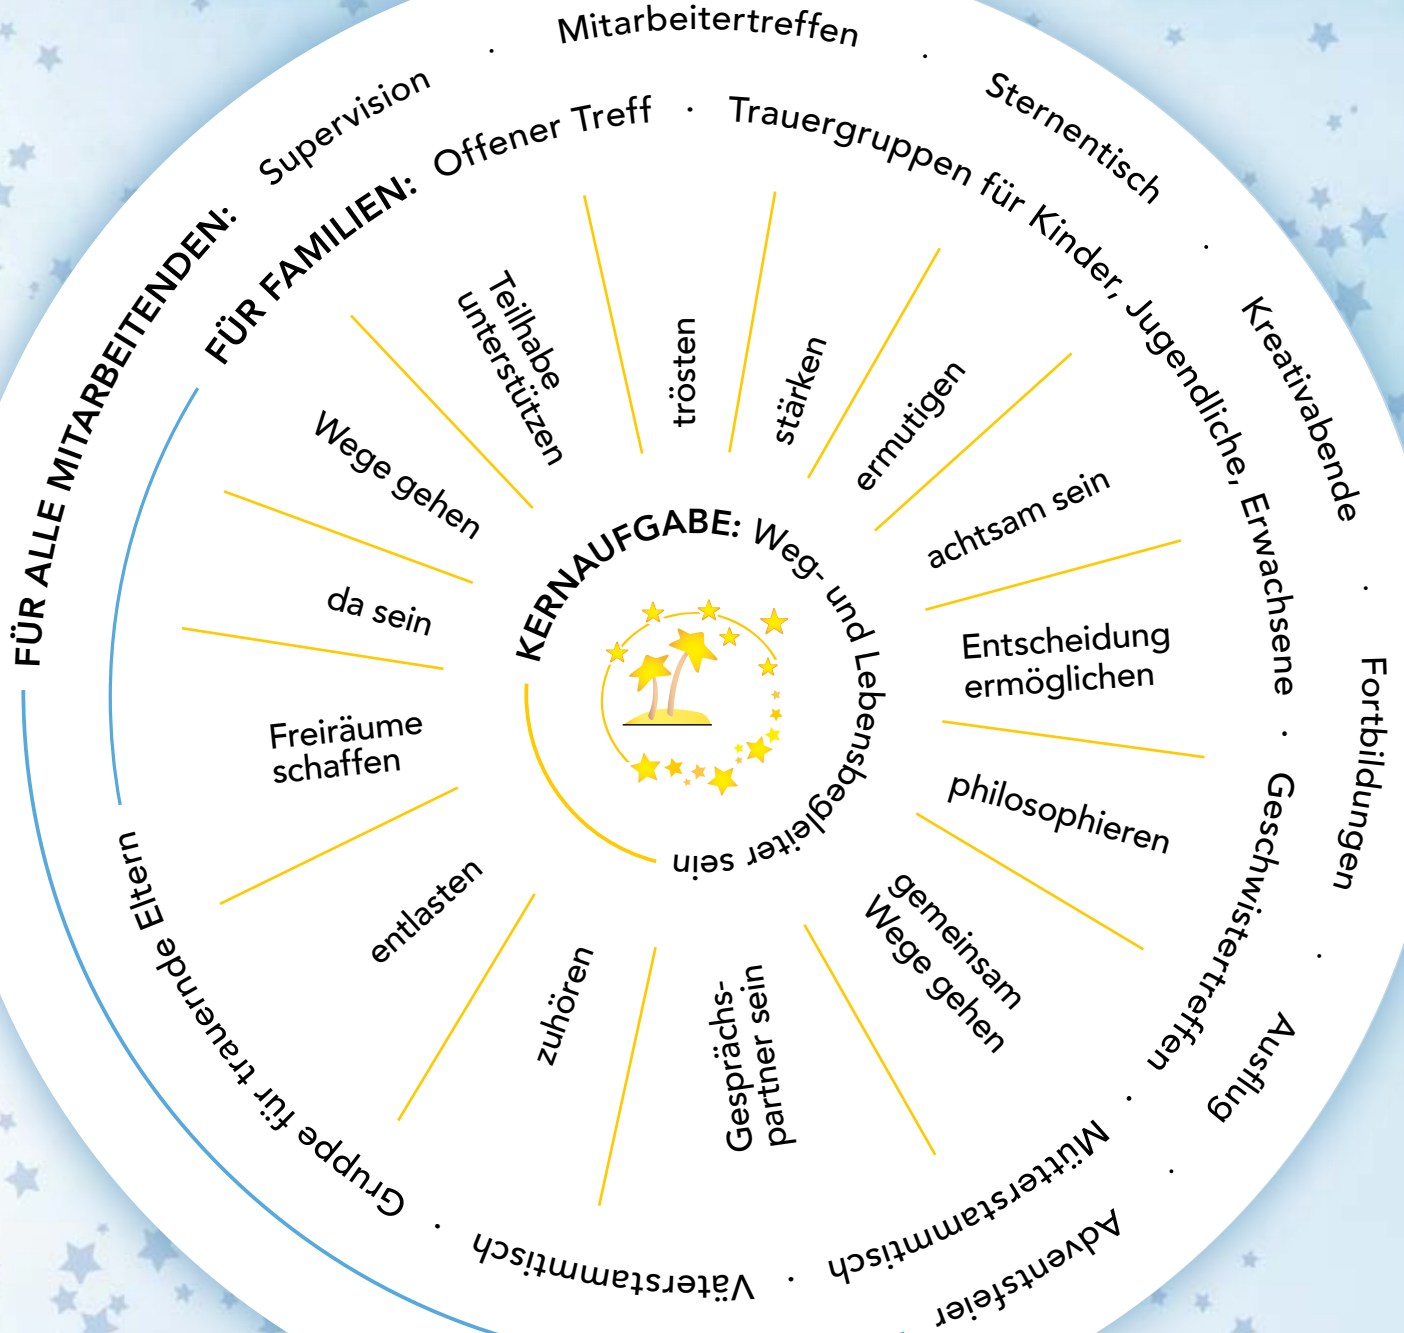 FÜR ALLE MITARBEITENDEN: Supervision · Mitarbeitertreffen · Sternentisch · Kreativabende · Fortbildungen · Ausflug · Adventsfeier
FÜR FAMILIEN: Offener Treff · Trauergruppen für Kinder, Jugendliche, Erwachsene · Geschwistertreffen · Mütterstammtisch · Väterstammtisch · Gruppe für trauernde Eltern
Teilhabe
unterstützen
trösten
stärken
ermutigen
achtsam sein
Entscheidung
ermöglichen
philosophieren
gemeinsam
Wege gehen
Gesprächs-
partner sein
zuhören
entlasten
Freiräume
schaffen
da sein
Wege gehen
KERNAUFGABE: Weg- und Lebensbegleiter sein